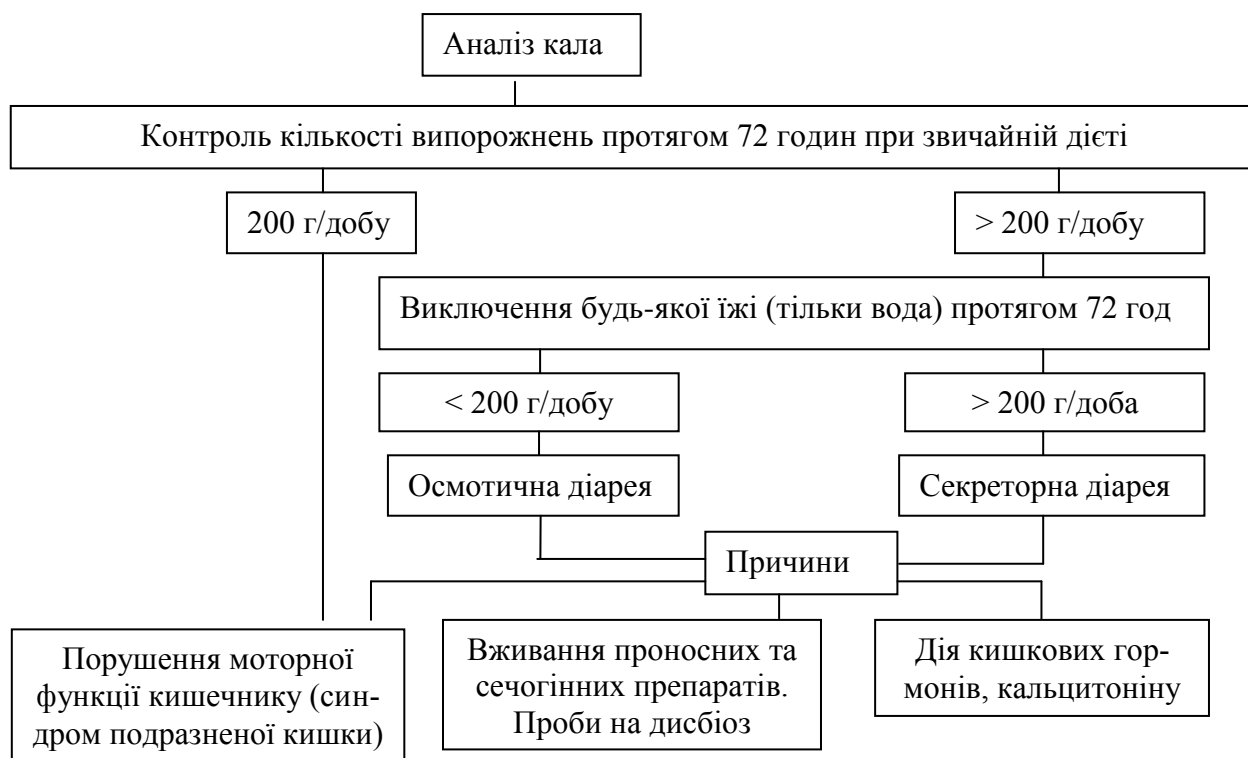 Аналіз кала
Контроль кількості випорожнень протягом 72 годин при звичайній дієті
200 г/добу
> 200 г/добу
Виключення будь-якої їжі (тільки вода) протягом 72 год
< 200 г/добу
> 200 г/доба
Осмотична діарея
Секреторна діарея
Причини
Порушення моторної
функції кишечнику (син-
дром подразненої кишки)
Вживання проносних та
сечогінних препаратів.
Проби на дисбіоз
Дія кишкових гор-
монів, кальцитоніну